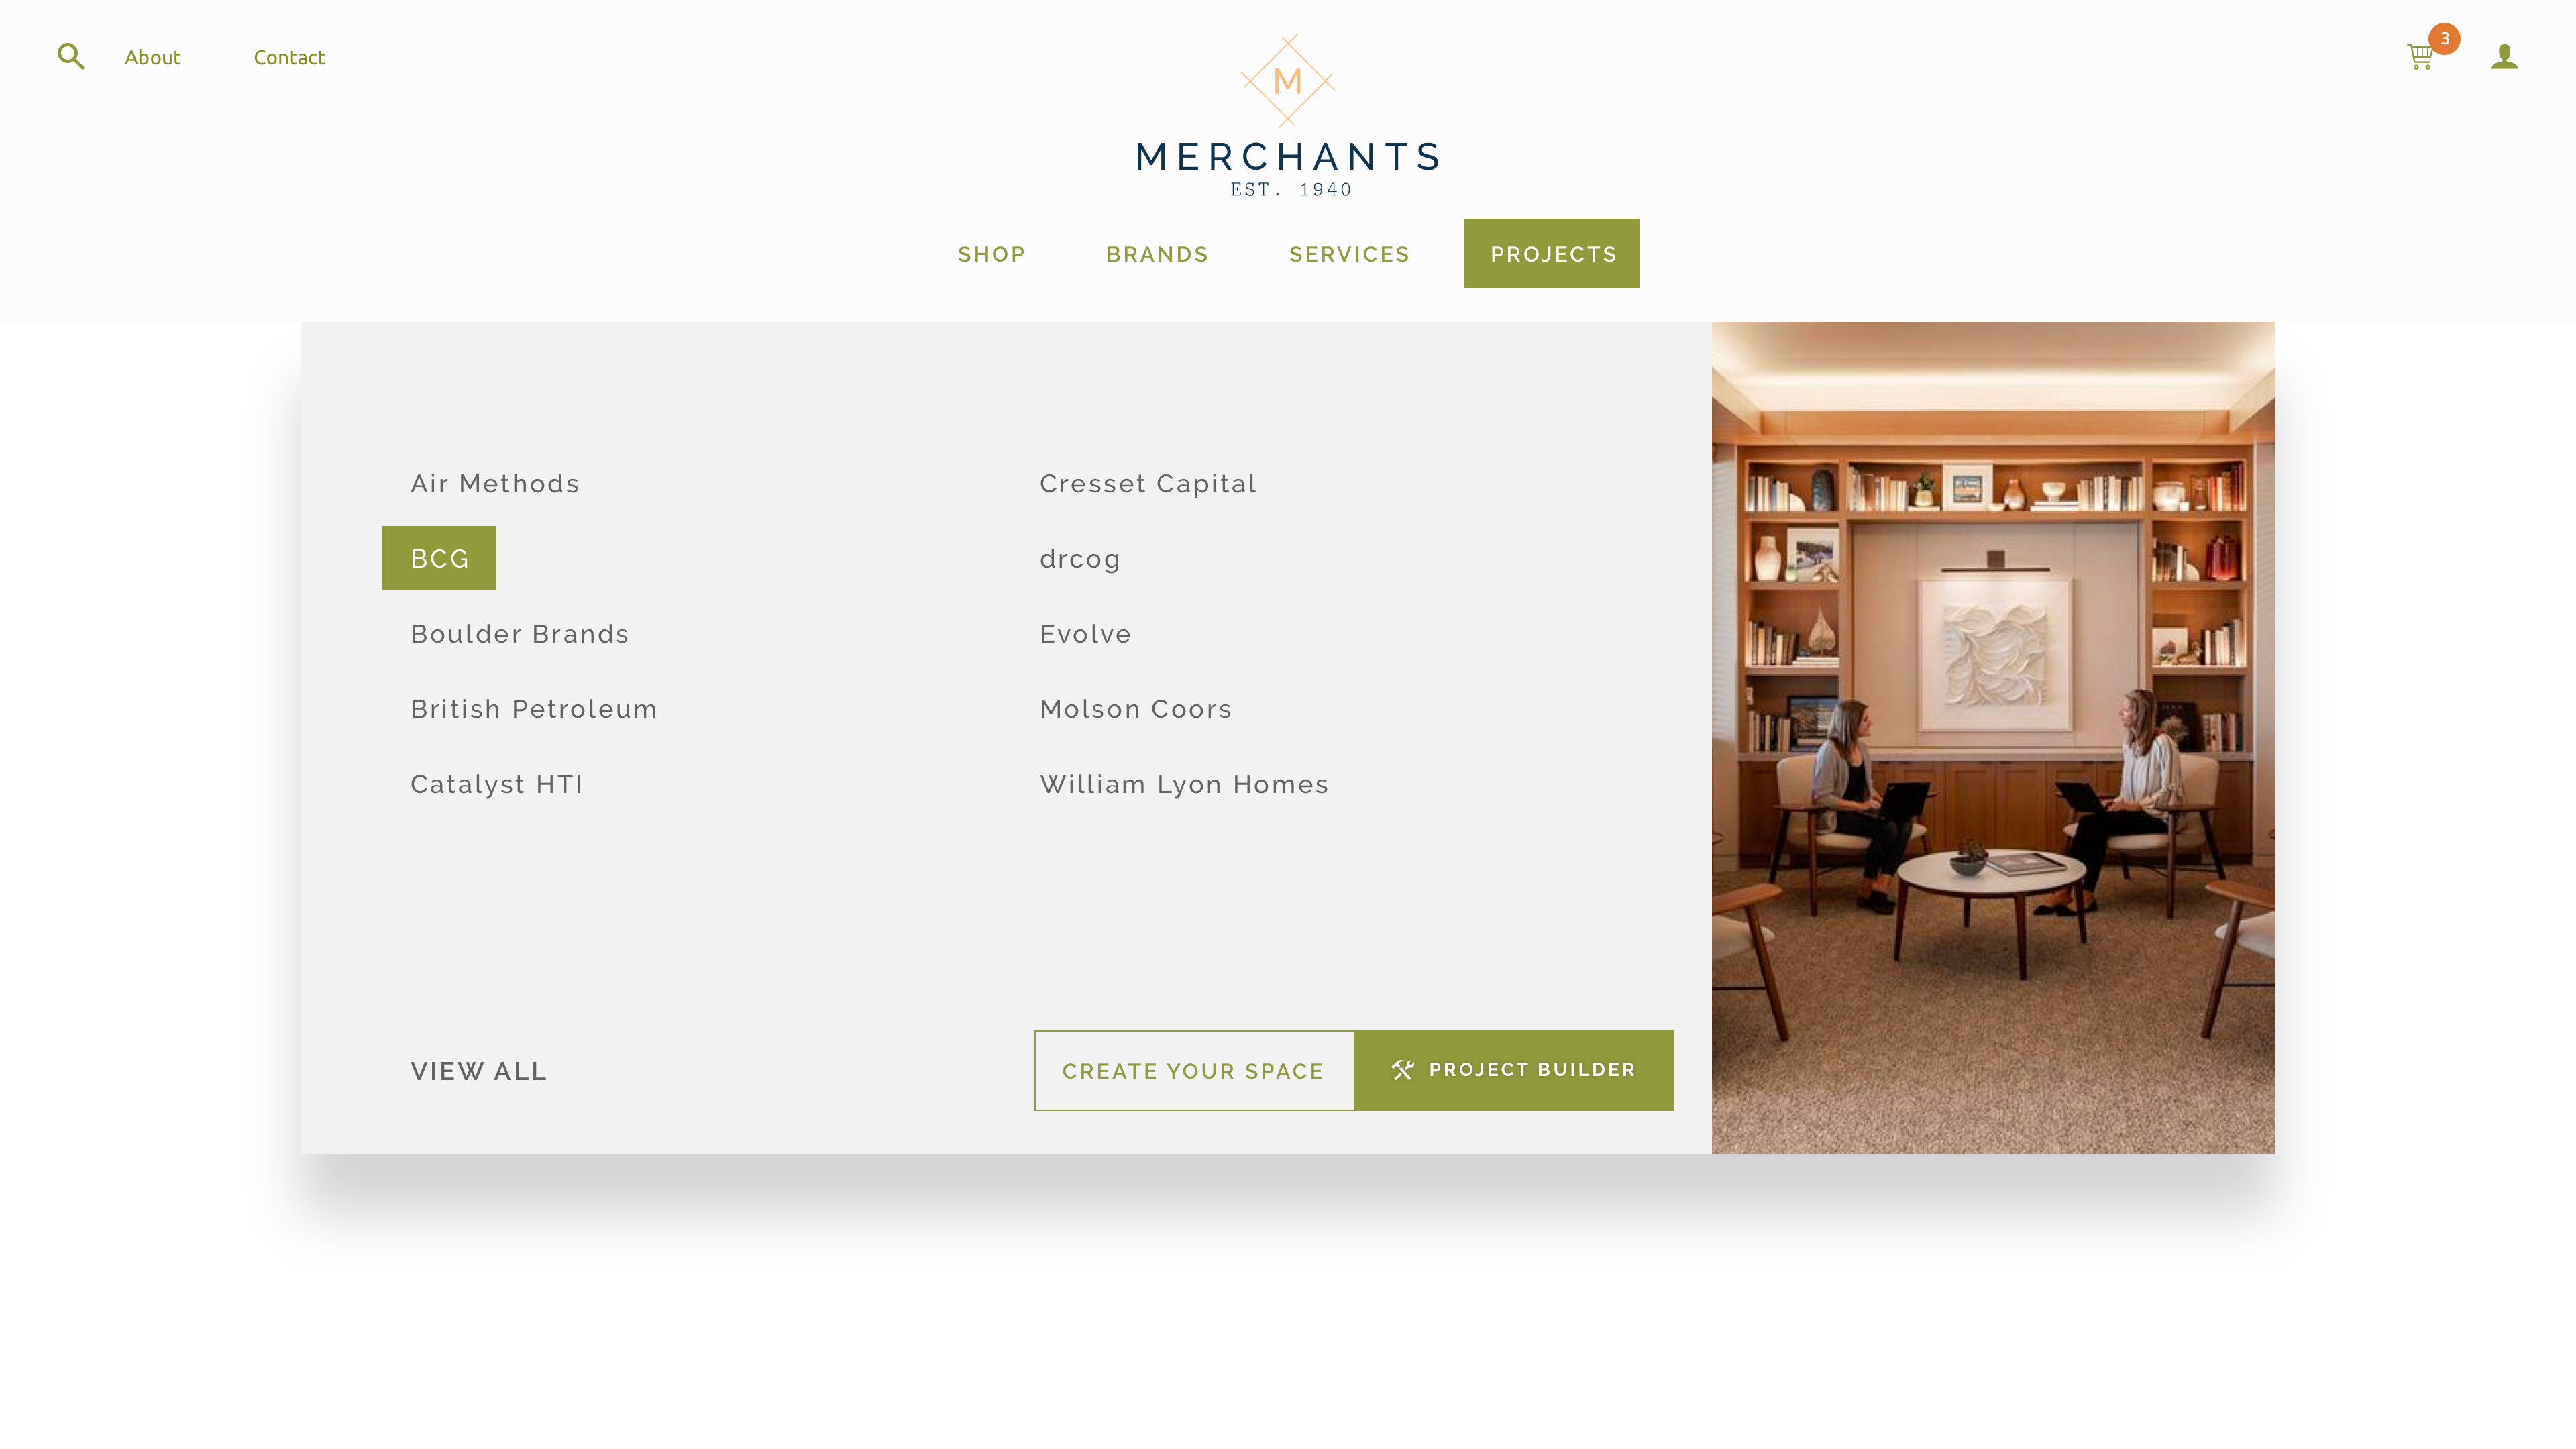 About
Contact
3
M
MERCHANTS
EST. 1940
SHOP
BRANDS
SERVICES
PROJECTS
Air Methods
BCG
Boulder Brands
British Petroleum
Catalyst HTI
Cresset Capital
drcog
Evolve
Molson Coors
William Lyon Homes
VIEW ALL
CREATE YOUR SPACE
PROJECT BUILDER